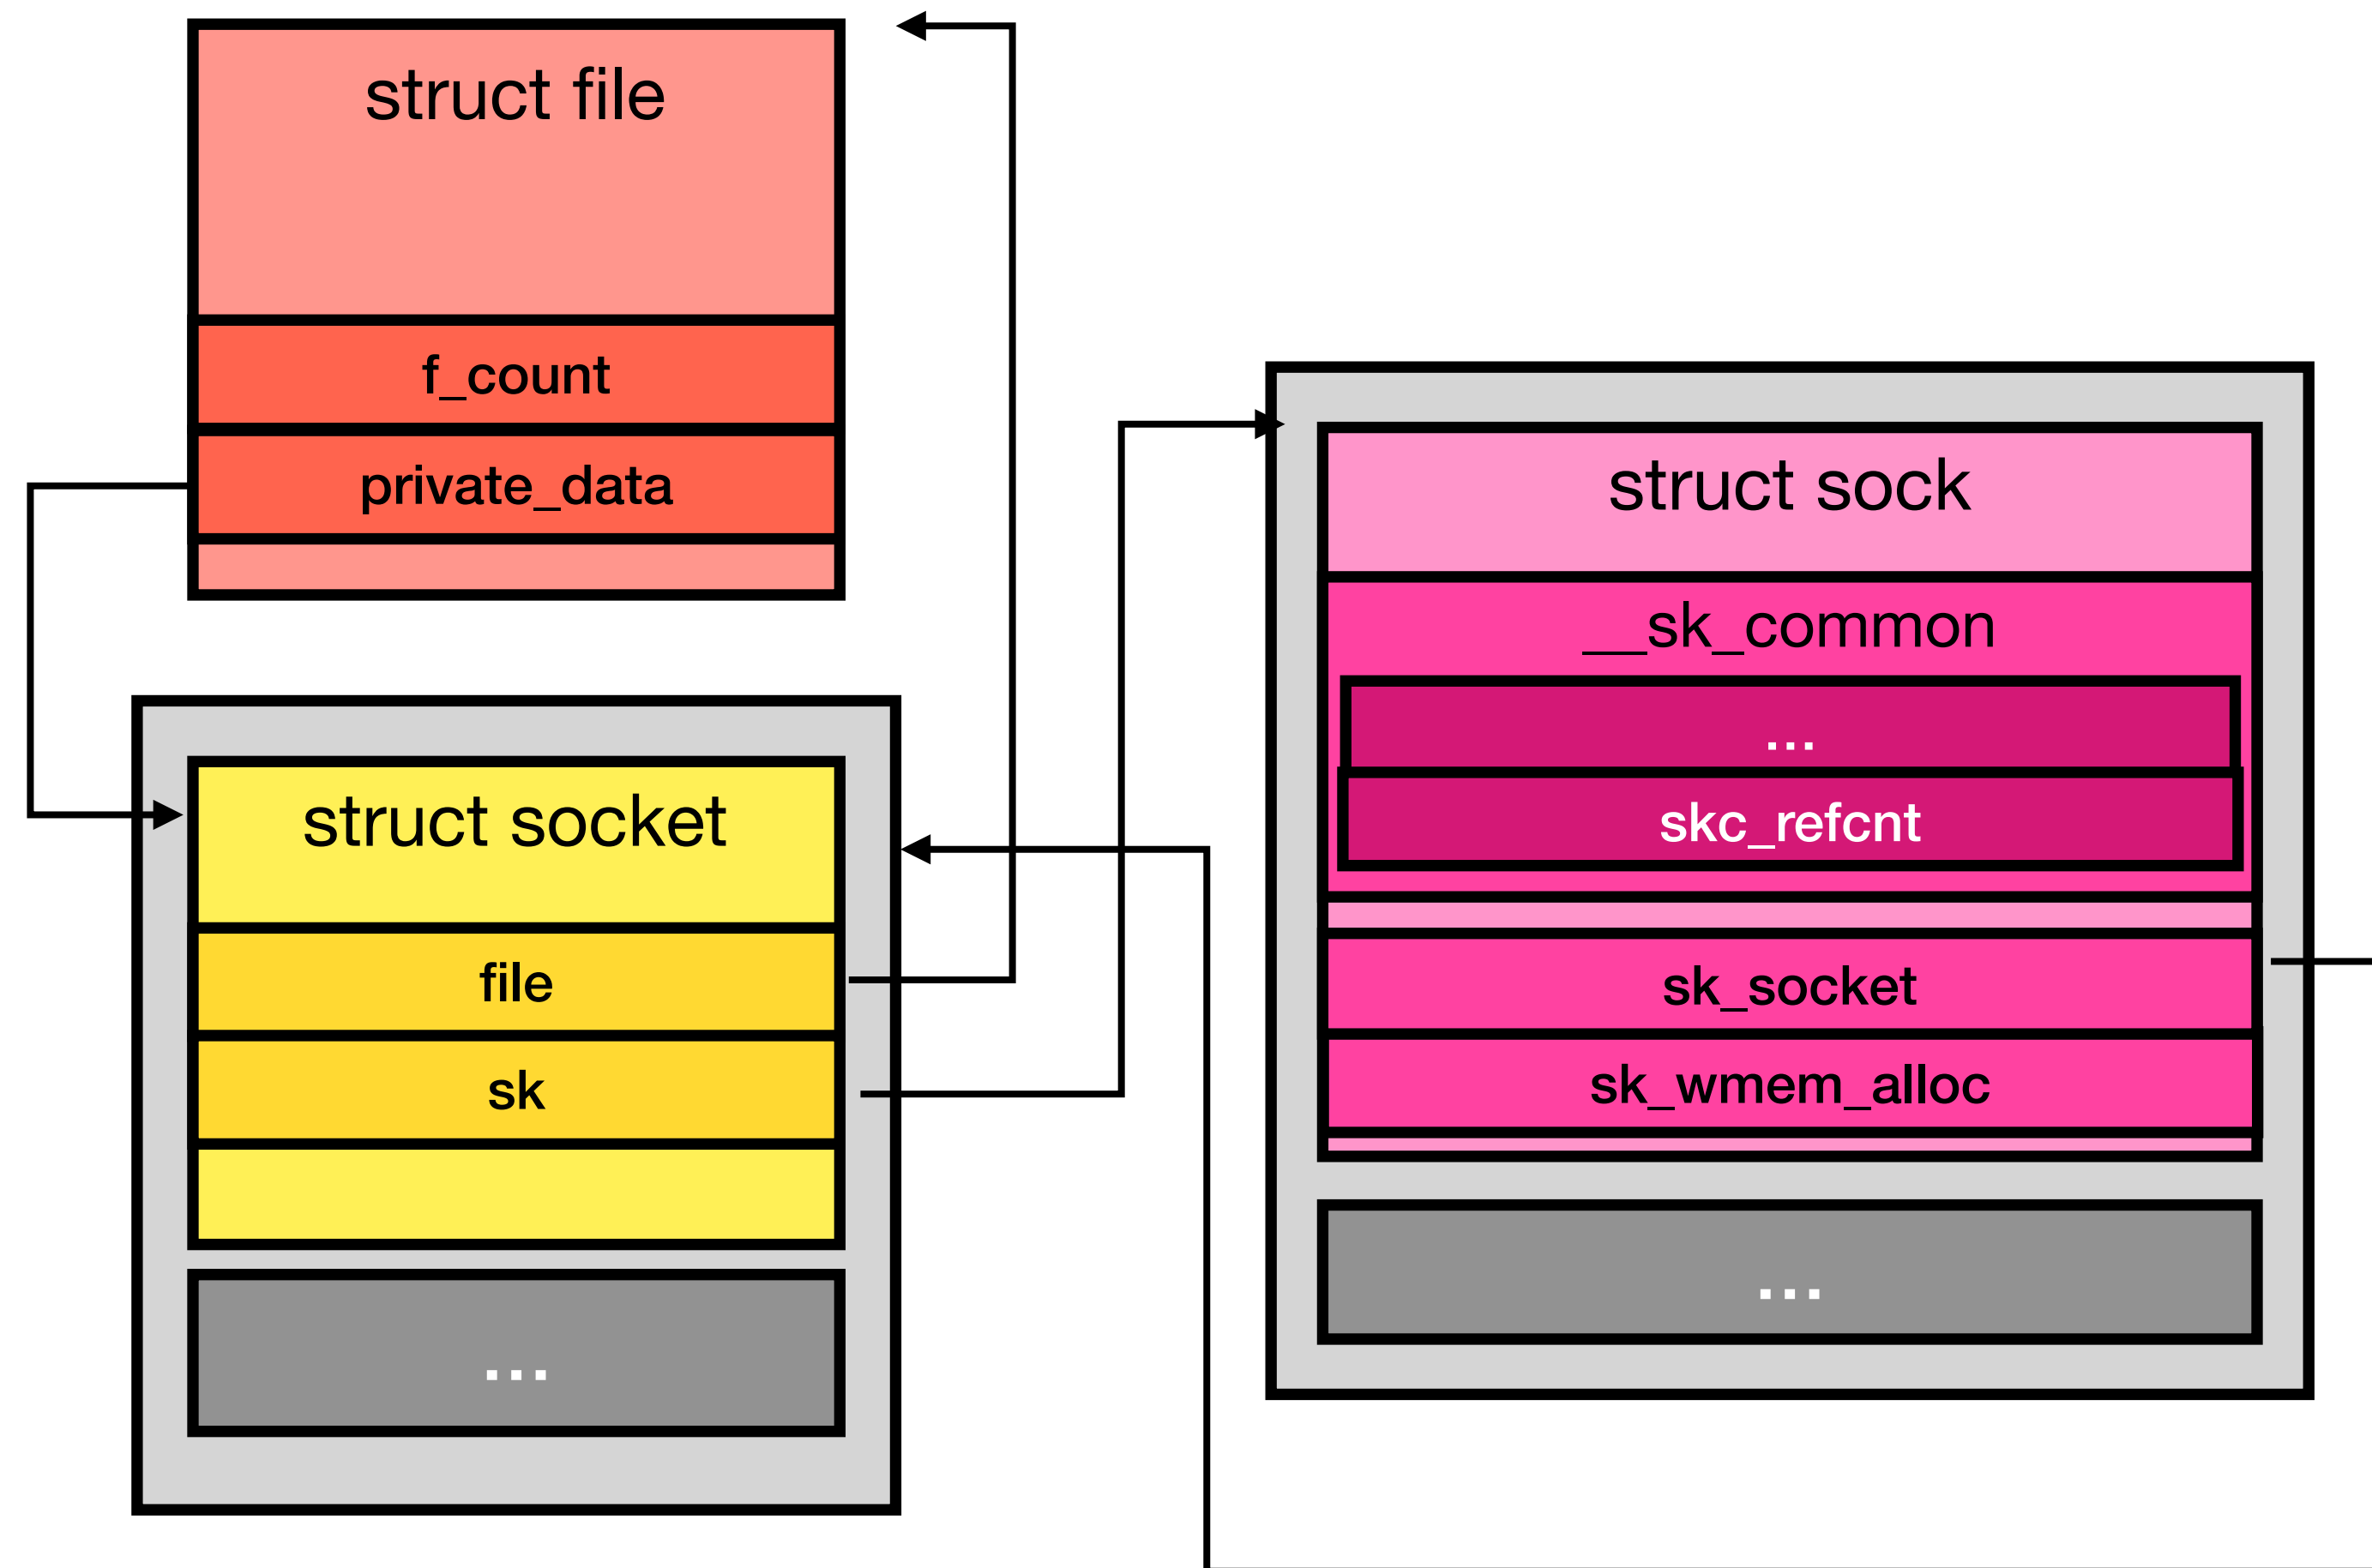 struct file
f_count
private_data
struct socket
file
sk
...
struct sock
__sk_common
...
skc_refcnt
sk_socket
sk_wmem_alloc
...